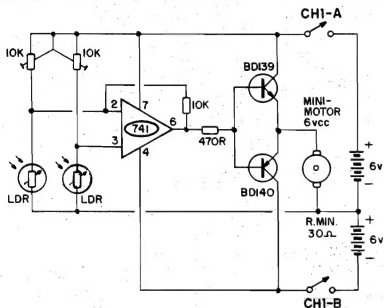 CH1-A
10K
10K
BD139
MINI-
MOTOR
6vcc
2
7
10K
741
6
3
4
470R
+
6v
-
LDR
LDR
BD140
R.MIN.
30Ω
+
6v
-
CH1-B